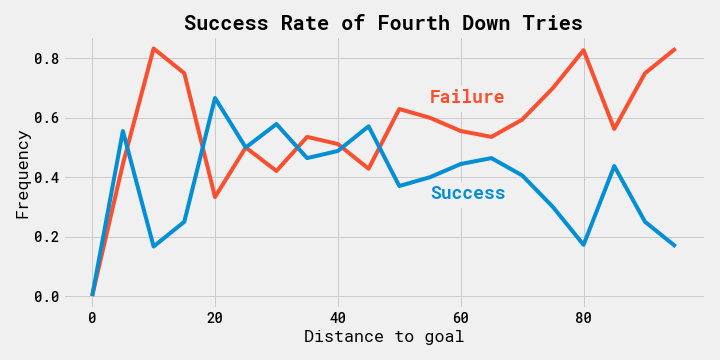 Success Rate of Fourth Down Tries
Frequency
0.8
0.6
0.4
0.2
0.0
Failure
Success
0 20 40 60 80
Distance to goal